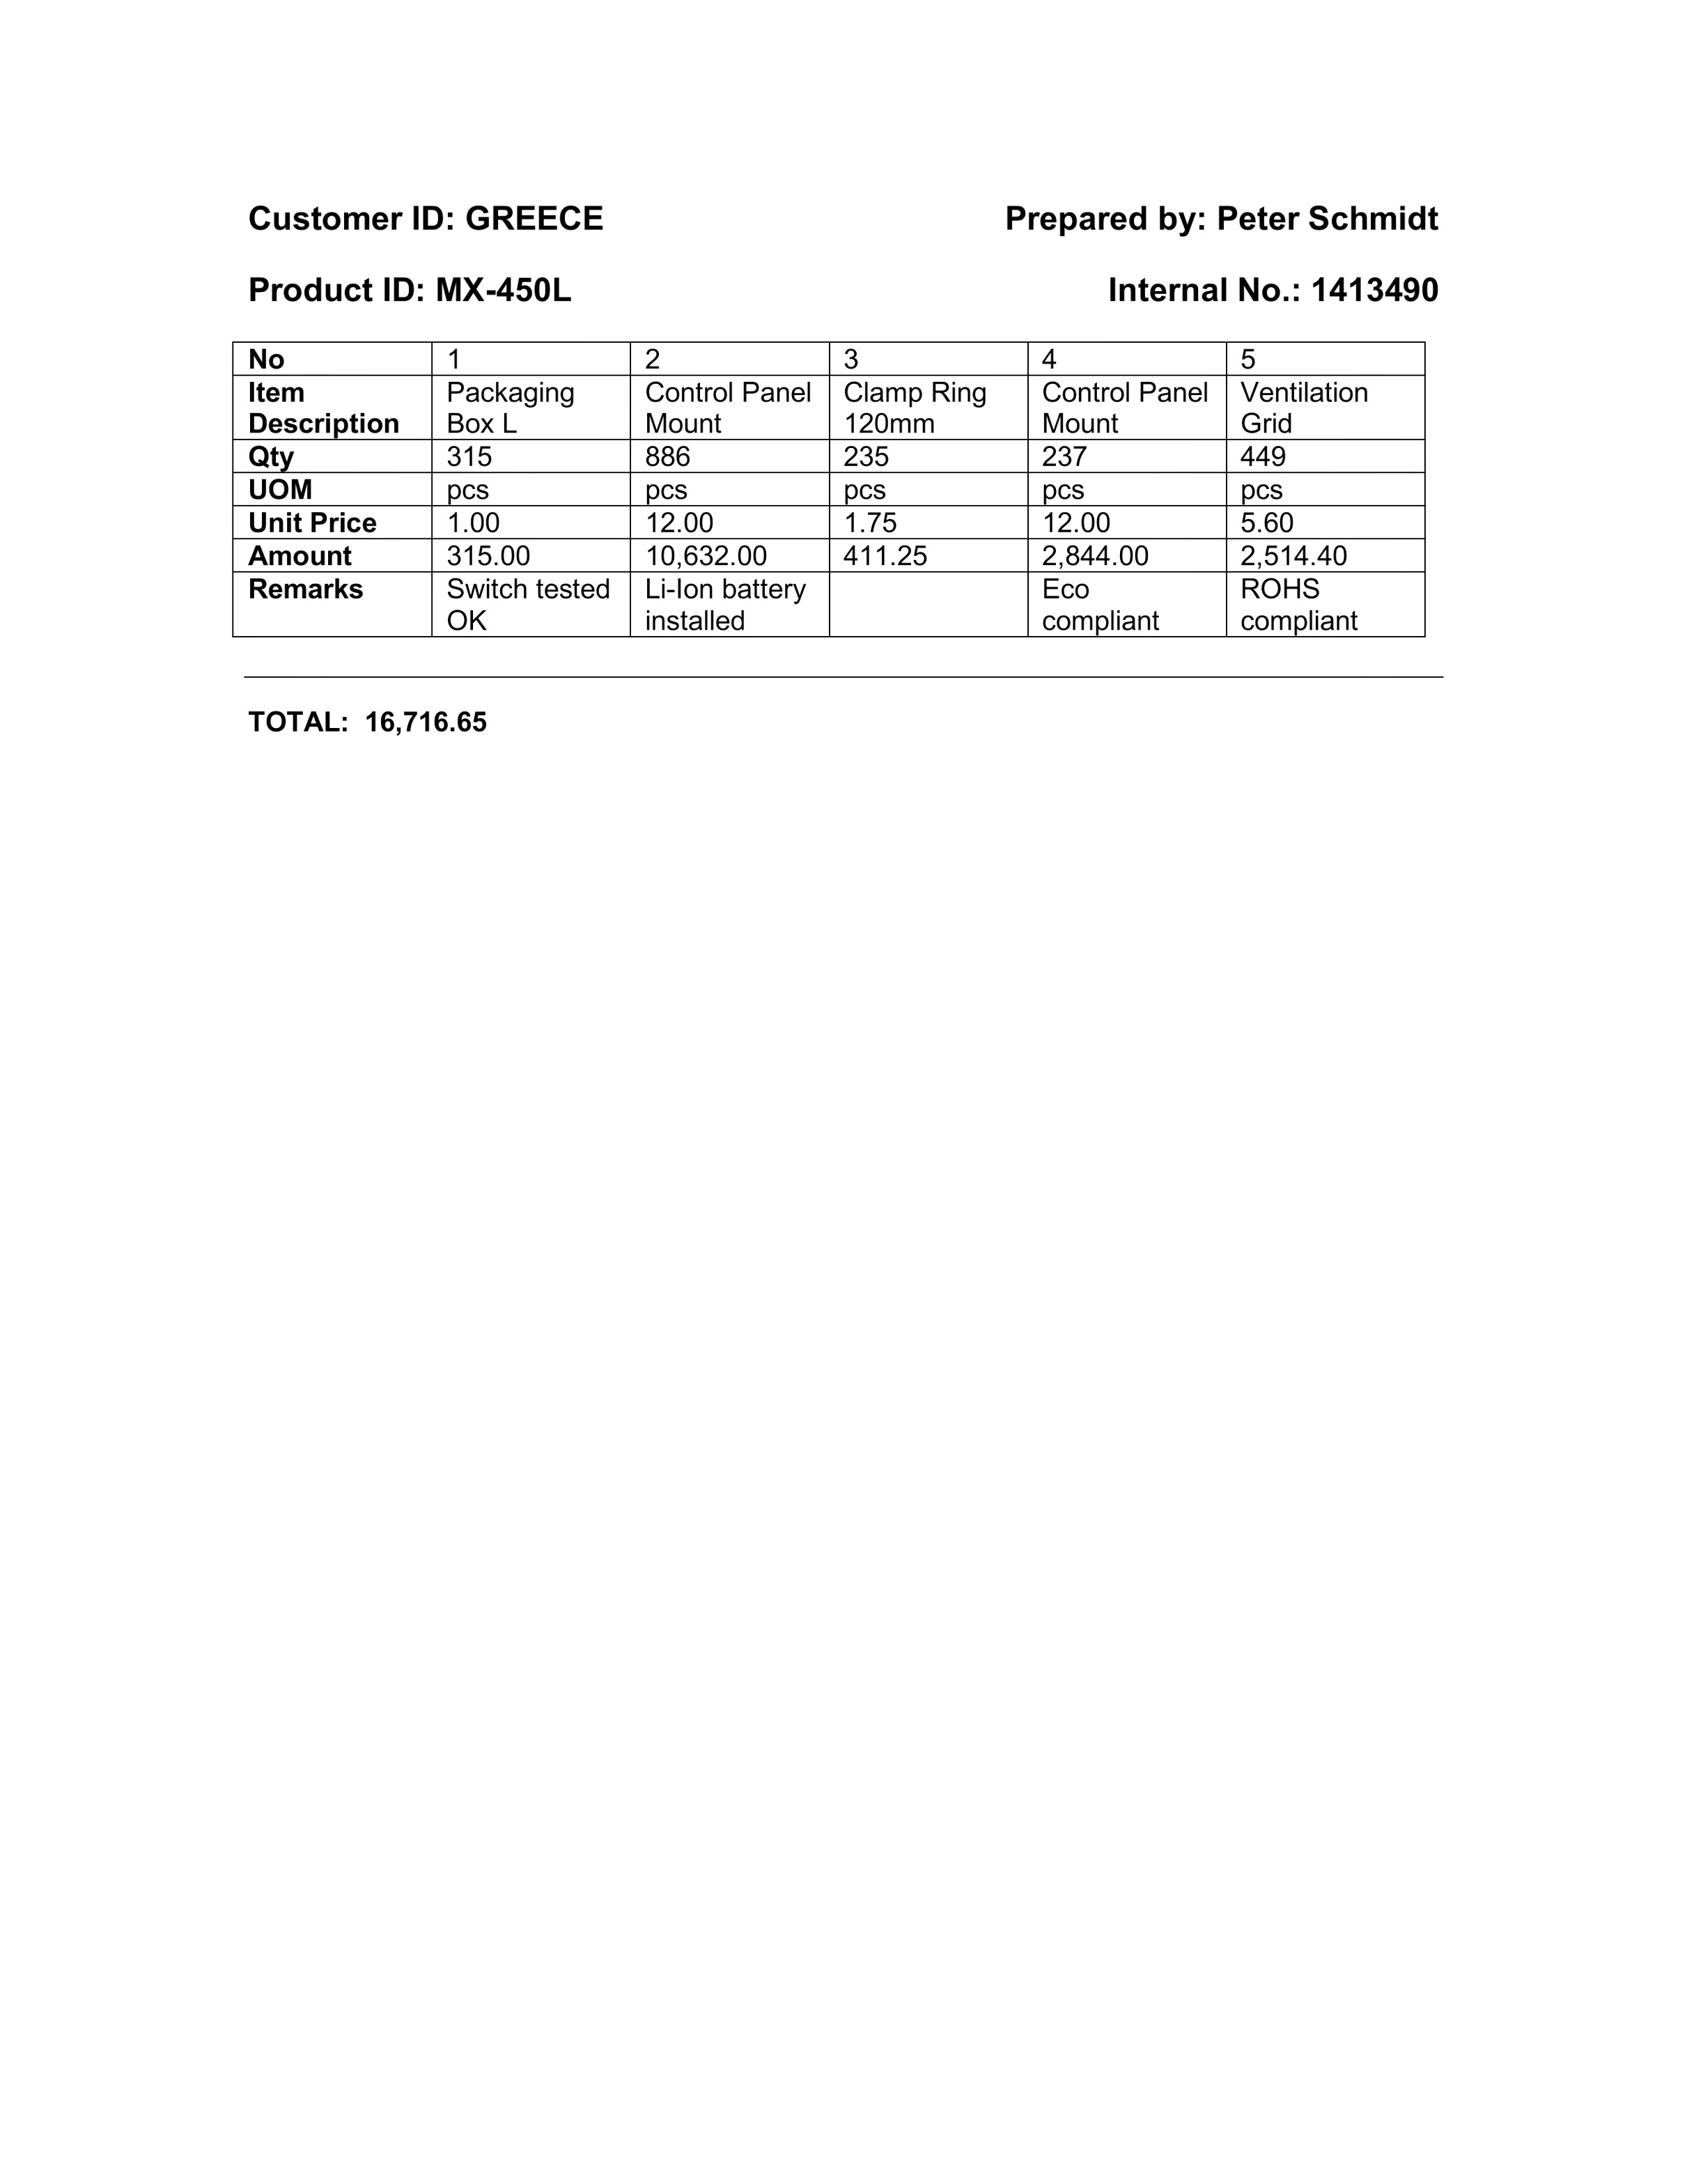 Customer ID: GREECE Prepared by: Peter Schmidt
Product ID: MX-450L Internal No.: 1413490
No 1 2 3 4 5
Item Packaging Control Panel Clamp Ring Control Panel Ventilation
Description Box L Mount 120mm Mount Grid
Qty 315 886 235 237 449
UOM pcs pcs pcs pcs pcs
Unit Price 1.00 12.00 1.75 12.00 5.60
Amount 315.00 10,632.00 411.25 2,844.00 2,514.40
Remarks Switch tested Li-Ion battery Eco ROHS
OK installed compliant compliant
TOTAL: 16,716.65